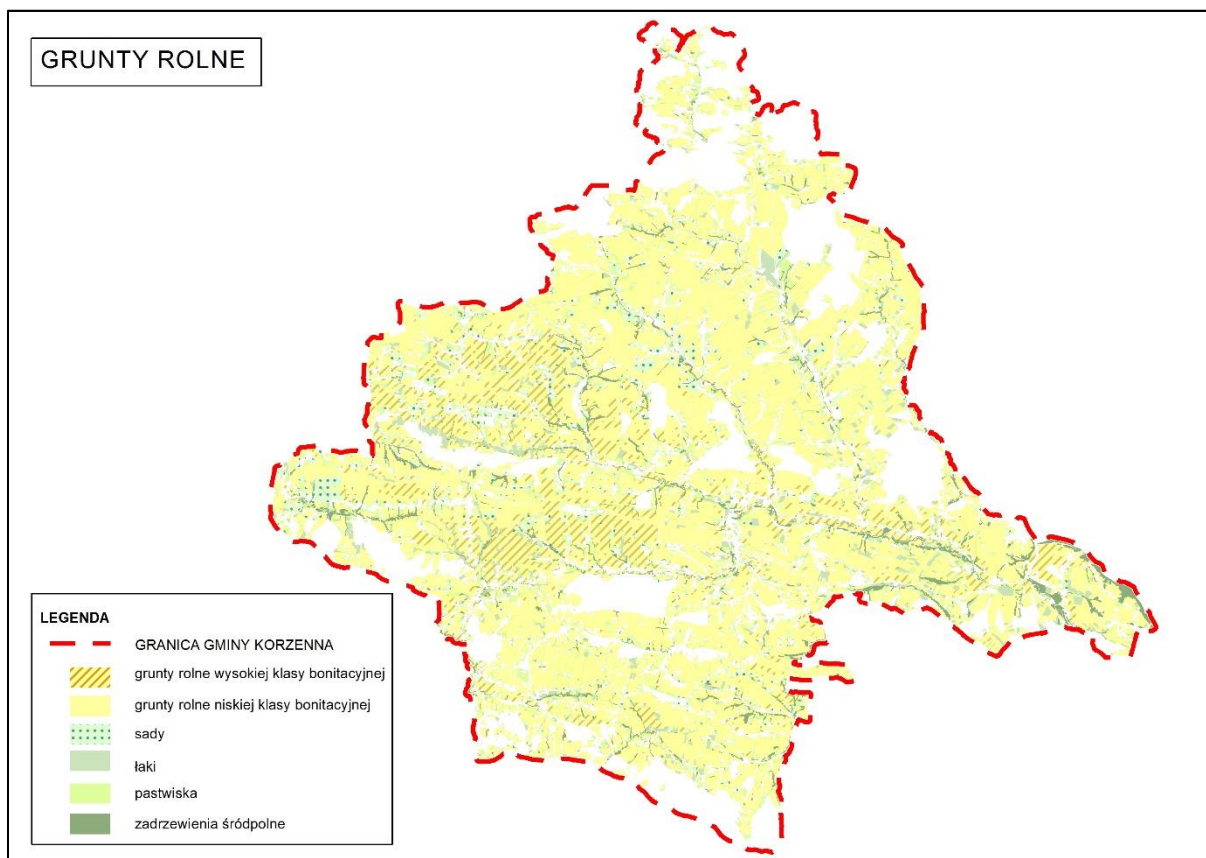 GRUNTY ROLNE
LEGENDA
GRANICA GMINY KORZENNA
grunty rolne wysokiej klasy bonitacyjnej
grunty rolne niskiej klasy bonitacyjnej
sady
łaki
pastwiska
zadrzewienia śródpolne